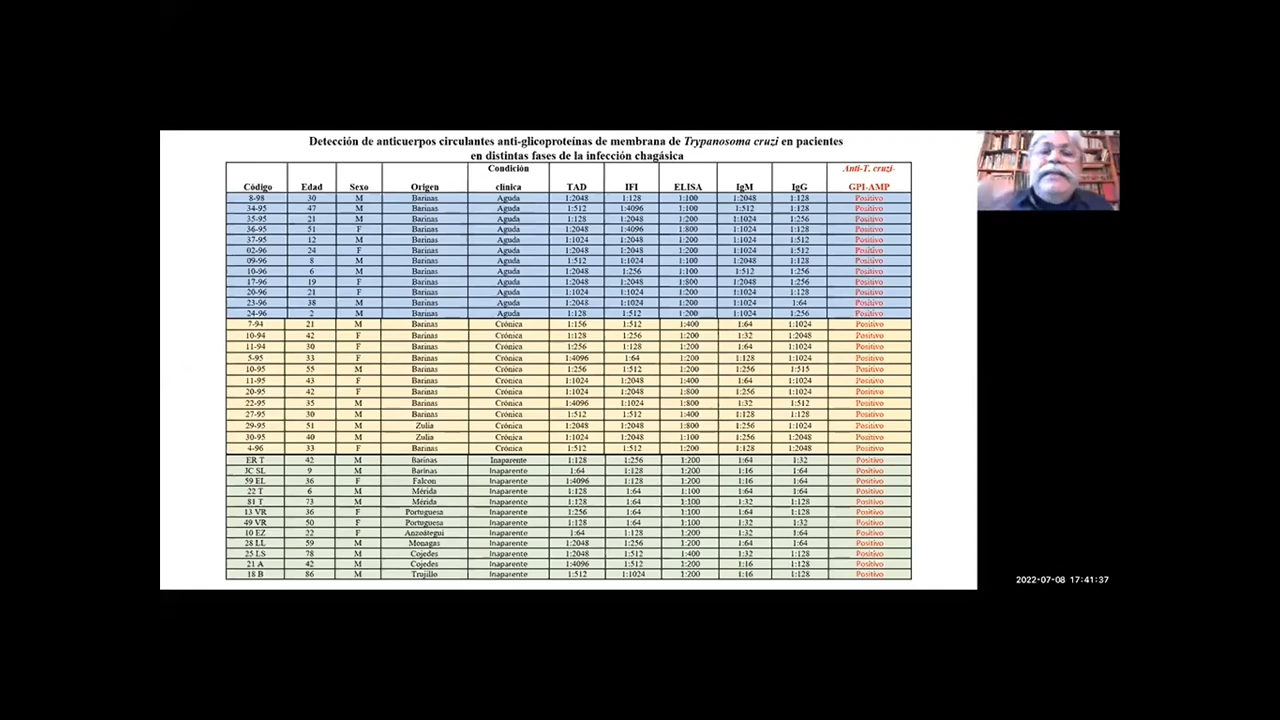 Detección de anticuerpos circulantes anti-glicoproteínas de membrana de Trypanosoma cruzi en pacientes
en distintas fases de la infección chagásica
Código Edad Sexo Origen Condición clínica TAD IFI ELISA IgM IgG Anti-T. cruzi-GPI-AMP
8-98 30 M Barinas Aguda 1:2048 1:128 1:100 1:2048 1:128 Positivo
34-95 47 M Barinas Aguda 1:512 1:4096 1:100 1:512 1:128 Positivo
35-95 21 M Barinas Aguda 1:128 1:2048 1:200 1:1024 1:256 Positivo
36-95 51 F Barinas Aguda 1:2048 1:4096 1:800 1:1024 1:128 Positivo
37-95 12 M Barinas Aguda 1:1024 1:2048 1:200 1:1024 1:512 Positivo
02-96 24 F Barinas Aguda 1:2048 1:2048 1:200 1:1024 1:512 Positivo
09-96 8 M Barinas Aguda 1:512 1:1024 1:100 1:2048 1:128 Positivo
10-96 6 M Barinas Aguda 1:2048 1:256 1:100 1:512 1:256 Positivo
17-96 19 F Barinas Aguda 1:2048 1:2048 1:800 1:1024 1:256 Positivo
20-96 21 F Barinas Aguda 1:1024 1:1024 1:200 1:1024 1:128 Positivo
23-96 38 M Barinas Aguda 1:2048 1:1024 1:200 1:1024 1:64 Positivo
24-96 2 M Barinas Aguda 1:128 1:512 1:200 1:1024 1:256 Positivo
7-94 21 M Barinas Crónica 1:156 1:512 1:400 1:64 1:1024 Positivo
10-94 42 F Barinas Crónica 1:128 1:256 1:200 1:32 1:2048 Positivo
11-94 30 F Barinas Crónica 1:256 1:128 1:200 1:64 1:1024 Positivo
5-95 33 F Barinas Crónica 1:4096 1:64 1:200 1:128 1:1024 Positivo
10-95 55 M Barinas Crónica 1:256 1:512 1:200 1:256 1:515 Positivo
11-95 43 F Barinas Crónica 1:1024 1:2048 1:400 1:64 1:1024 Positivo
20-95 42 F Barinas Crónica 1:1024 1:2048 1:800 1:256 1:1024 Positivo
22-95 35 M Barinas Crónica 1:4096 1:1024 1:800 1:32 1:512 Positivo
27-95 30 M Barinas Crónica 1:512 1:512 1:400 1:128 1:128 Positivo
29-95 51 M Zulia Crónica 1:2048 1:2048 1:800 1:256 1:1024 Positivo
30-95 40 M Zulia Crónica 1:1024 1:2048 1:100 1:256 1:2048 Positivo
4-96 33 F Barinas Crónica 1:512 1:512 1:200 1:128 1:2048 Positivo
ER T 42 M Barinas Inaparente 1:128 1:256 1:200 1:64 1:32 Positivo
JC SL 9 M Barinas Inaparente 1:64 1:128 1:200 1:16 1:64 Positivo
59 EL 36 F Falcon Inaparente 1:4096 1:128 1:200 1:16 1:64 Positivo
22 T 6 M Mérida Inaparente 1:128 1:64 1:100 1:64 1:64 Positivo
81 T 73 M Mérida Inaparente 1:128 1:64 1:100 1:32 1:128 Positivo
13 VR 36 F Portuguesa Inaparente 1:256 1:64 1:100 1:64 1:128 Positivo
49 VR 50 F Portuguesa Inaparente 1:128 1:64 1:100 1:32 1:32 Positivo
10 EZ 22 F Anzoátegui Inaparente 1:64 1:128 1:200 1:32 1:64 Positivo
28 LL 59 M Monagas Inaparente 1:2048 1:256 1:200 1:64 1:64 Positivo
25 LS 78 M Cojedes Inaparente 1:2048 1:512 1:400 1:32 1:128 Positivo
21 A 42 M Cojedes Inaparente 1:4096 1:512 1:200 1:16 1:128 Positivo
18 B 86 M Trujillo Inaparente 1:512 1:1024 1:200 1:16 1:128 Positivo
2022-07-08 17:41:37